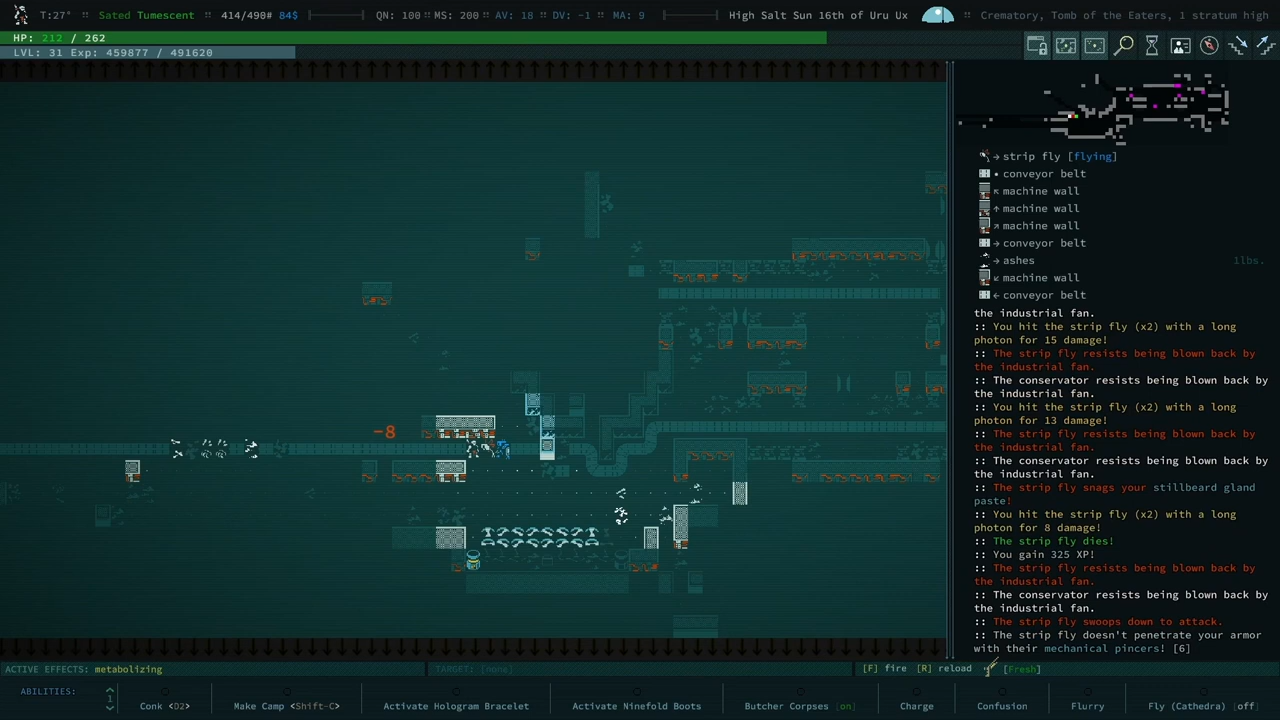 T:27° :: Sated Tumescent :: 414/490# 84$ QN: 100 :: MS: 200 :: AV: 18 :: DV: -1 :: MA: 9 High Salt Sun 16th of Uru Ux :: Crematory, Tomb of the Eaters, 1 stratum high
HP: 212 / 262
LVL: 31 Exp: 459877 / 491620
strip fly [flying]
conveyor belt
machine wall
machine wall
machine wall
conveyor belt
ashes 1lbs.
machine wall
conveyor belt
the industrial fan.
:: You hit the strip fly (x2) with a long
photon for 15 damage!
:: The strip fly resists being blown back by
the industrial fan.
:: The conservator resists being blown back by
the industrial fan.
:: You hit the strip fly (x2) with a long
photon for 13 damage!
:: The strip fly resists being blown back by
the industrial fan.
:: The conservator resists being blown back by
the industrial fan.
:: The strip fly snags your stillbeard gland
paste!
:: You hit the strip fly (x2) with a long
photon for 8 damage!
:: The strip fly dies!
:: You gain 325 XP!
:: The strip fly resists being blown back by
the industrial fan.
:: The conservator resists being blown back by
the industrial fan.
:: The strip fly swoops down to attack.
:: The strip fly doesn't penetrate your armor
with their mechanical pincers! [6]
-8
ACTIVE EFFECTS: metabolizing
TARGET: [none]
[F] fire [R] reload [Fresh]
ABILITIES: 1
Conk <D2>
Make Camp <Shift-C>
Activate Hologram Bracelet
Activate Ninefold Boots
Butcher Corpses [on]
Charge
Confusion
Flurry
Fly (Cathedra) [off]